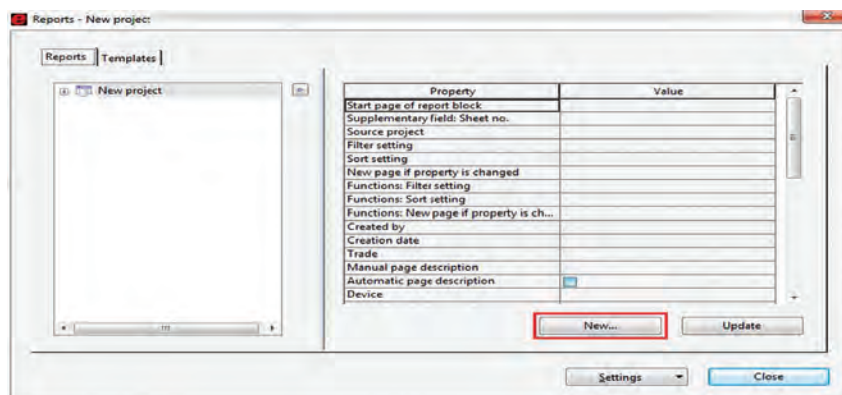 Reports - New project
Reports Templates
New project
Property Value
Start page of report block
Supplementary field: Sheet no.
Source project
Filter setting
Sort setting
New page if property is changed
Functions: Filter setting
Functions: Sort setting
Functions: New page if property is ch...
Created by
Creation date
Trade
Manual page description
Automatic page description
Device
New... Update
Settings Close